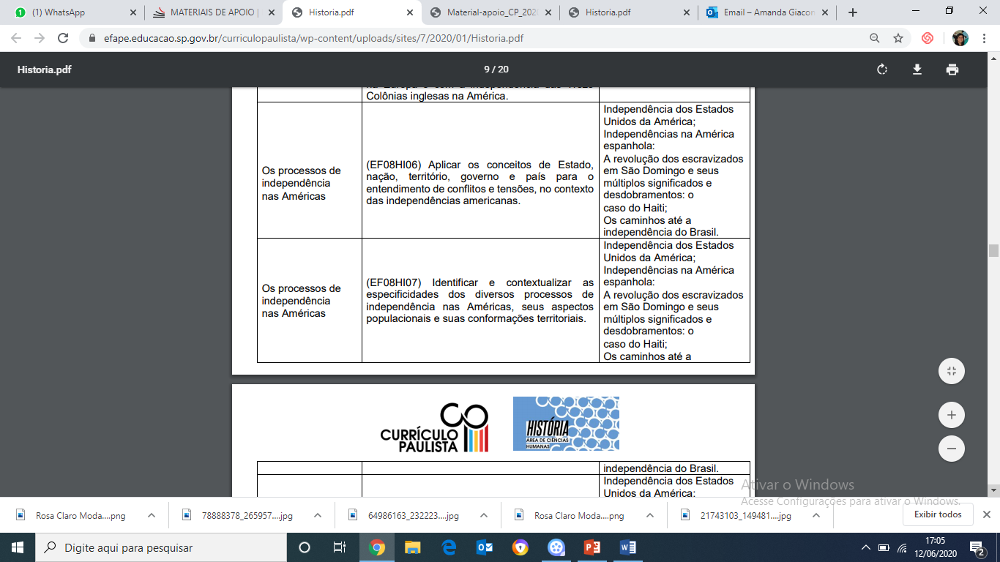 (1) WhatsApp
MATERIAIS DE APOIO |
Historia.pdf
Material-apoio_CP_202
Historia.pdf
Email – Amanda Giacon
efape.educacao.sp.gov.br/curriculopaulista/wp-content/uploads/sites/7/2020/01/Historia.pdf
Historia.pdf
9 / 20
Colônias inglesas na América.
Os processos de
independência
nas Américas
(EF08HI06) Aplicar os conceitos de Estado,
nação, território, governo e país para o
entendimento de conflitos e tensões, no contexto
das independências americanas.
Independência dos Estados
Unidos da América;
Independências na América
espanhola:
A revolução dos escravizados
em São Domingo e seus
múltiplos significados e
desdobramentos: o
caso do Haiti;
Os caminhos até a
independência do Brasil.
Os processos de
independência
nas Américas
(EF08HI07) Identificar e contextualizar as
especificidades dos diversos processos de
independência nas Américas, seus aspectos
populacionais e suas conformações territoriais.
Independência dos Estados
Unidos da América;
Independências na América
espanhola:
A revolução dos escravizados
em São Domingo e seus
múltiplos significados e
desdobramentos: o
caso do Haiti;
Os caminhos até a
CURRÍCULO
PAULISTA
HISTÓRIA
ÁREA DE CIÊNCIAS
HUMANAS
independência do Brasil.
Independência dos Estados
Unidos da América;
Ativar o Windows
Acesse Configurações para ativar o Windows.
Rosa Claro Moda....png
78888378_265957....jpg
64986163_232223....jpg
Rosa Claro Moda....png
21743103_149481....jpg
Exibir todos
Digite aqui para pesquisar
17:05
12/06/2020
2